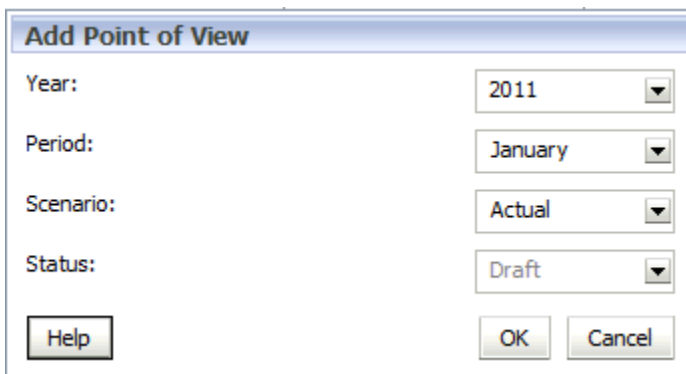 Add Point of View
Year: 2011
Period: January
Scenario: Actual
Status: Draft
Help OK Cancel